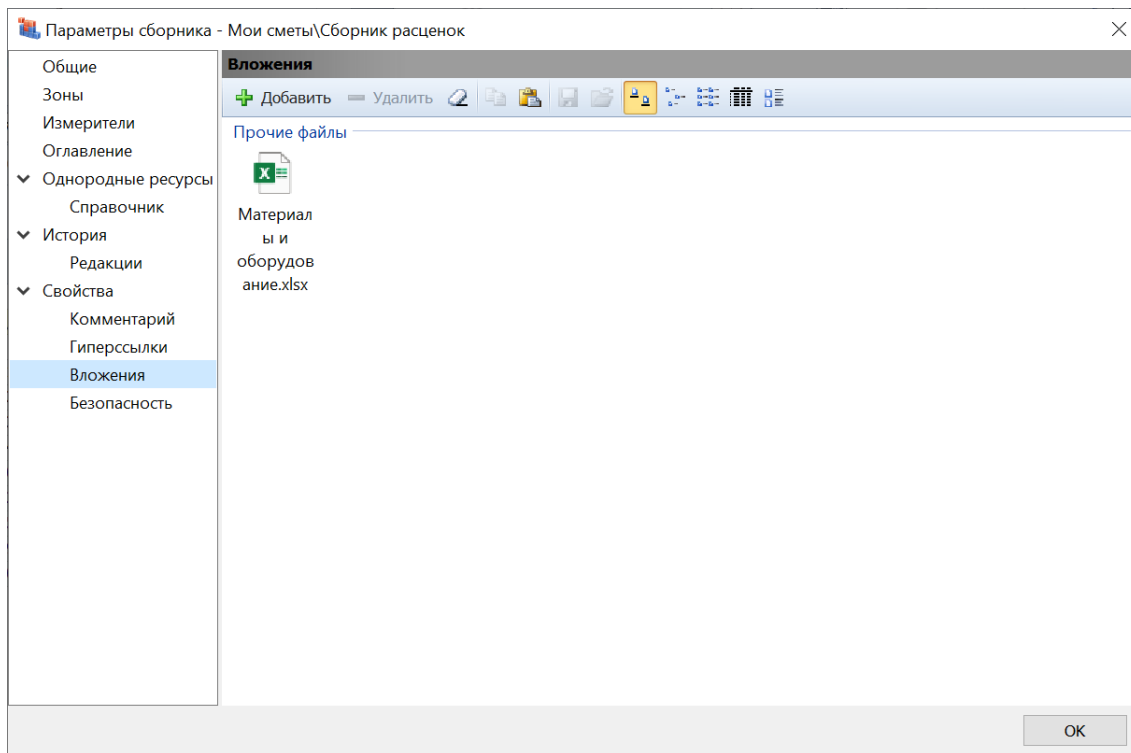 Параметры сборника - Мои сметы\Сборник расценок
Общие
Зоны
Измерители
Оглавление
Однородные ресурсы
Справочник
История
Редакции
Свойства
Комментарий
Гиперссылки
Вложения
Безопасность
Вложения
Добавить Удалить
Прочие файлы
Материал
ы и
оборудов
ание.xlsx
OK